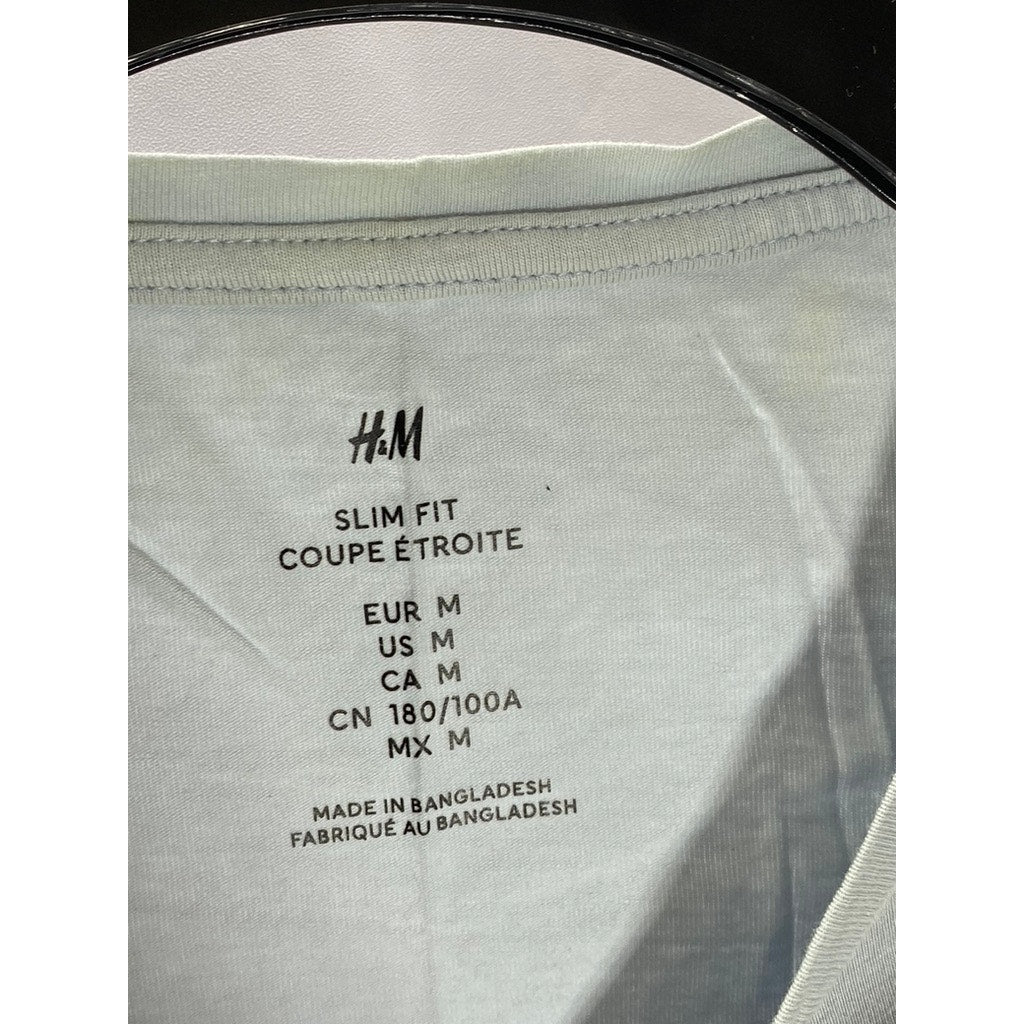 H&M
SLIM FIT
COUPE ÉTROITE
EUR M
US M
CA M
CN 180/100A
MX M
MADE IN BANGLADESH
FABRIQUÉ AU BANGLADESH